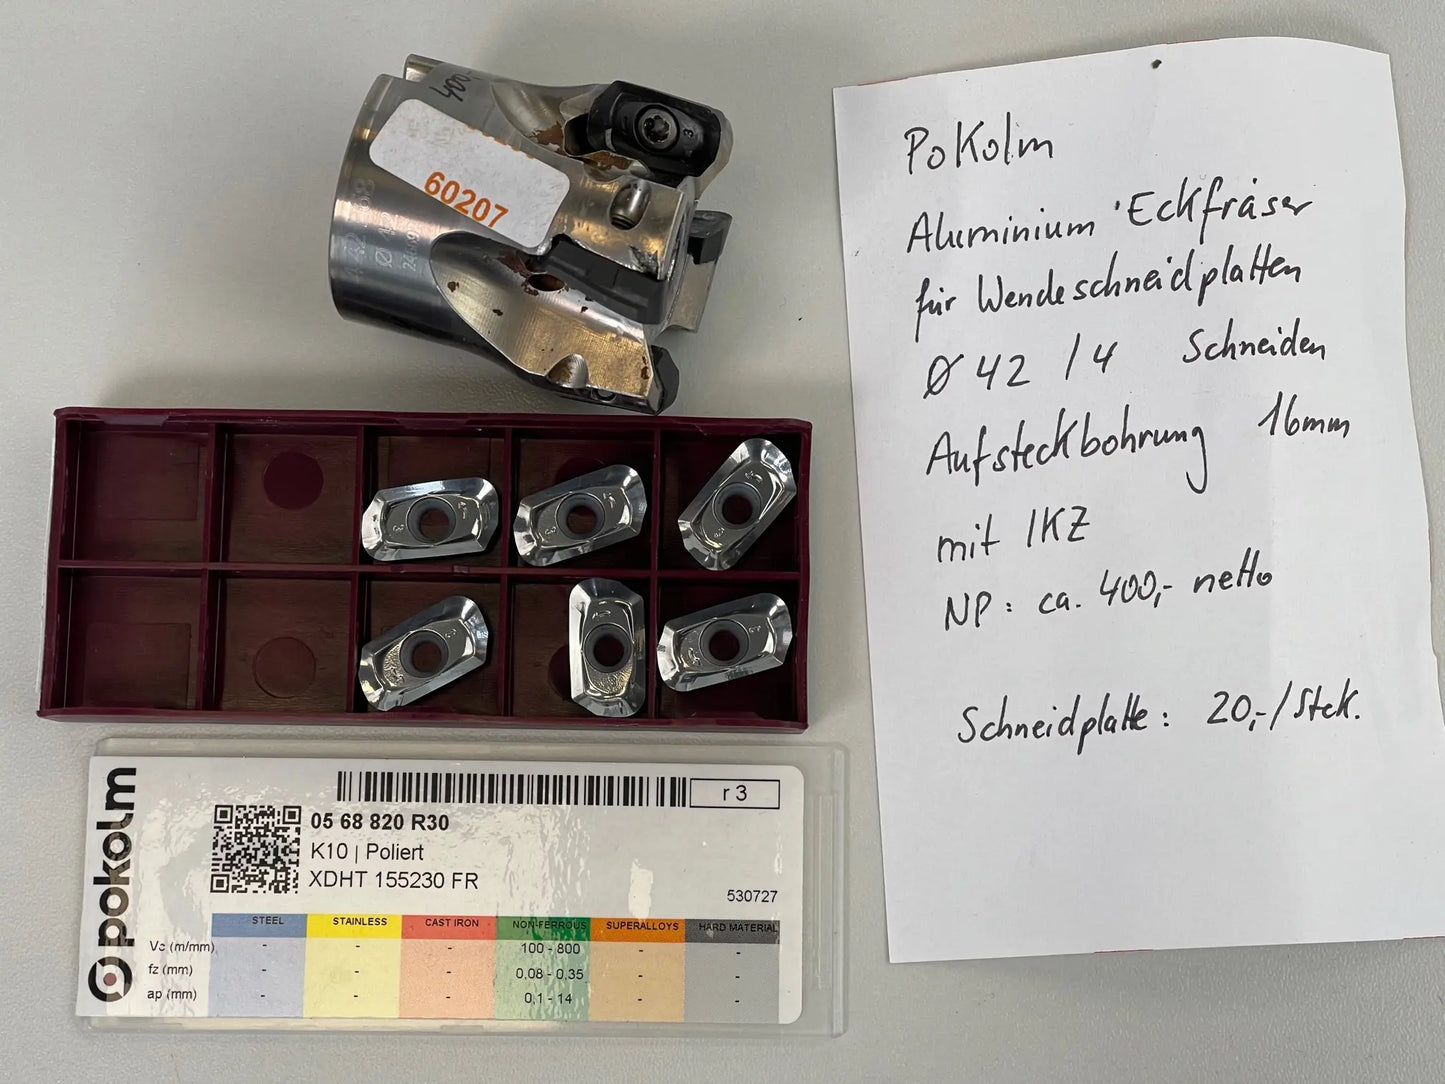 400,-
60207
Ø 42
PoKolm
Aluminium Eckfräser
für Wendeschneidplatten
Ø 42 / 4 Schneiden
Aufsteckbohrung 16mm
mit IKZ
NP: ca. 400,- netto
Schneidplatte: 20,-/Stck.
pokolm
r 3
05 68 820 R30
K10 | Poliert
XDHT 155230 FR
530727
STEEL STAINLESS CAST IRON NON-FERROUS SUPERALLOYS HARD MATERIAL
Vc (m/mm) - - - 100 - 800 - -
fz (mm) - - - 0,08 - 0,35 - -
ap (mm) - - - 0,1 - 14 - -